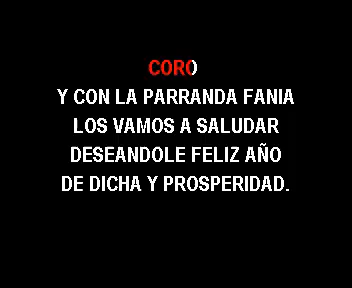 CORO
Y CON LA PARRANDA FANIA
LOS VAMOS A SALUDAR
DESEANDOLE FELIZ AÑO
DE DICHA Y PROSPERIDAD.